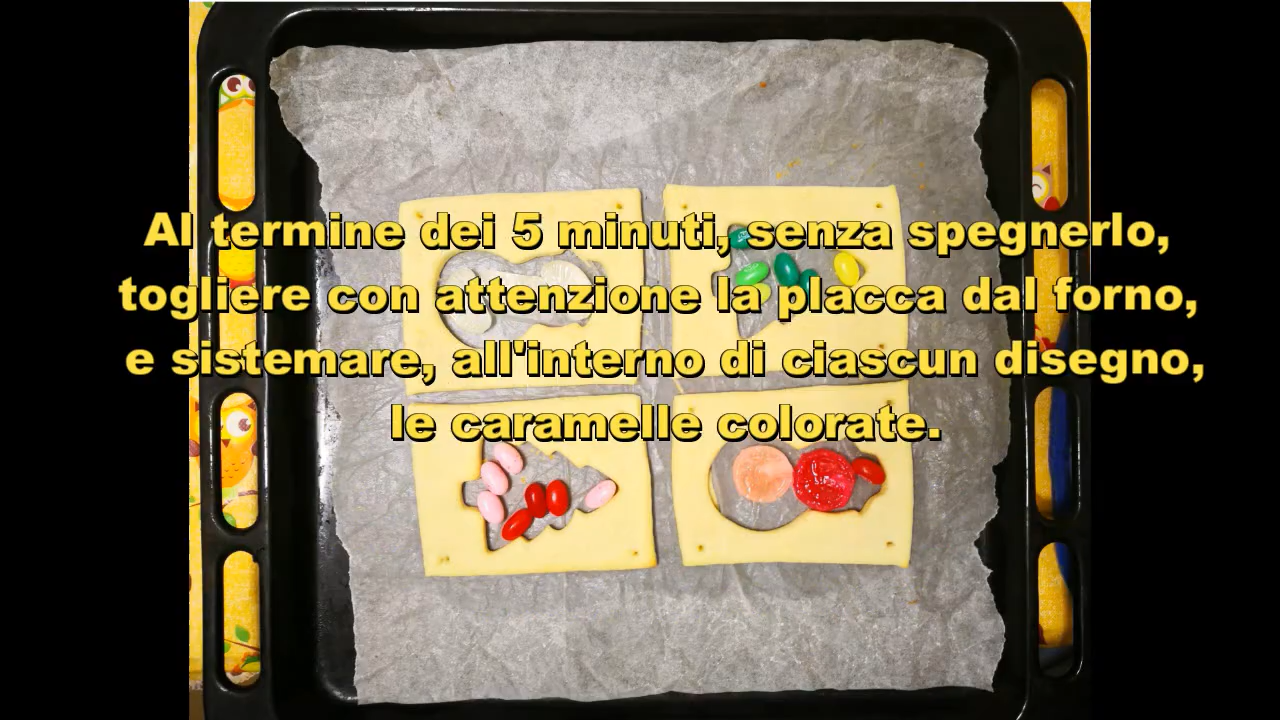 Al termine dei 5 minuti, senza spegnerlo,
togliere con attenzione la placca dal forno,
e sistemare, all'interno di ciascun disegno,
le caramelle colorate.